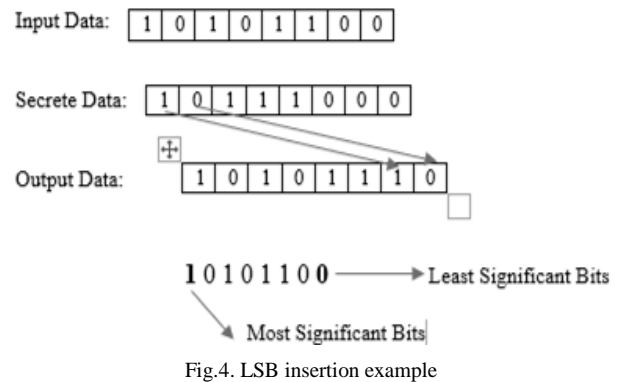 Input Data: 1 0 1 0 1 1 0 0
Secrete Data: 1 0 1 1 1 0 0 0
Output Data: 1 0 1 0 1 1 1 0
1 0 1 0 1 1 0 0 Least Significant Bits
Most Significant Bits
Fig.4. LSB insertion example